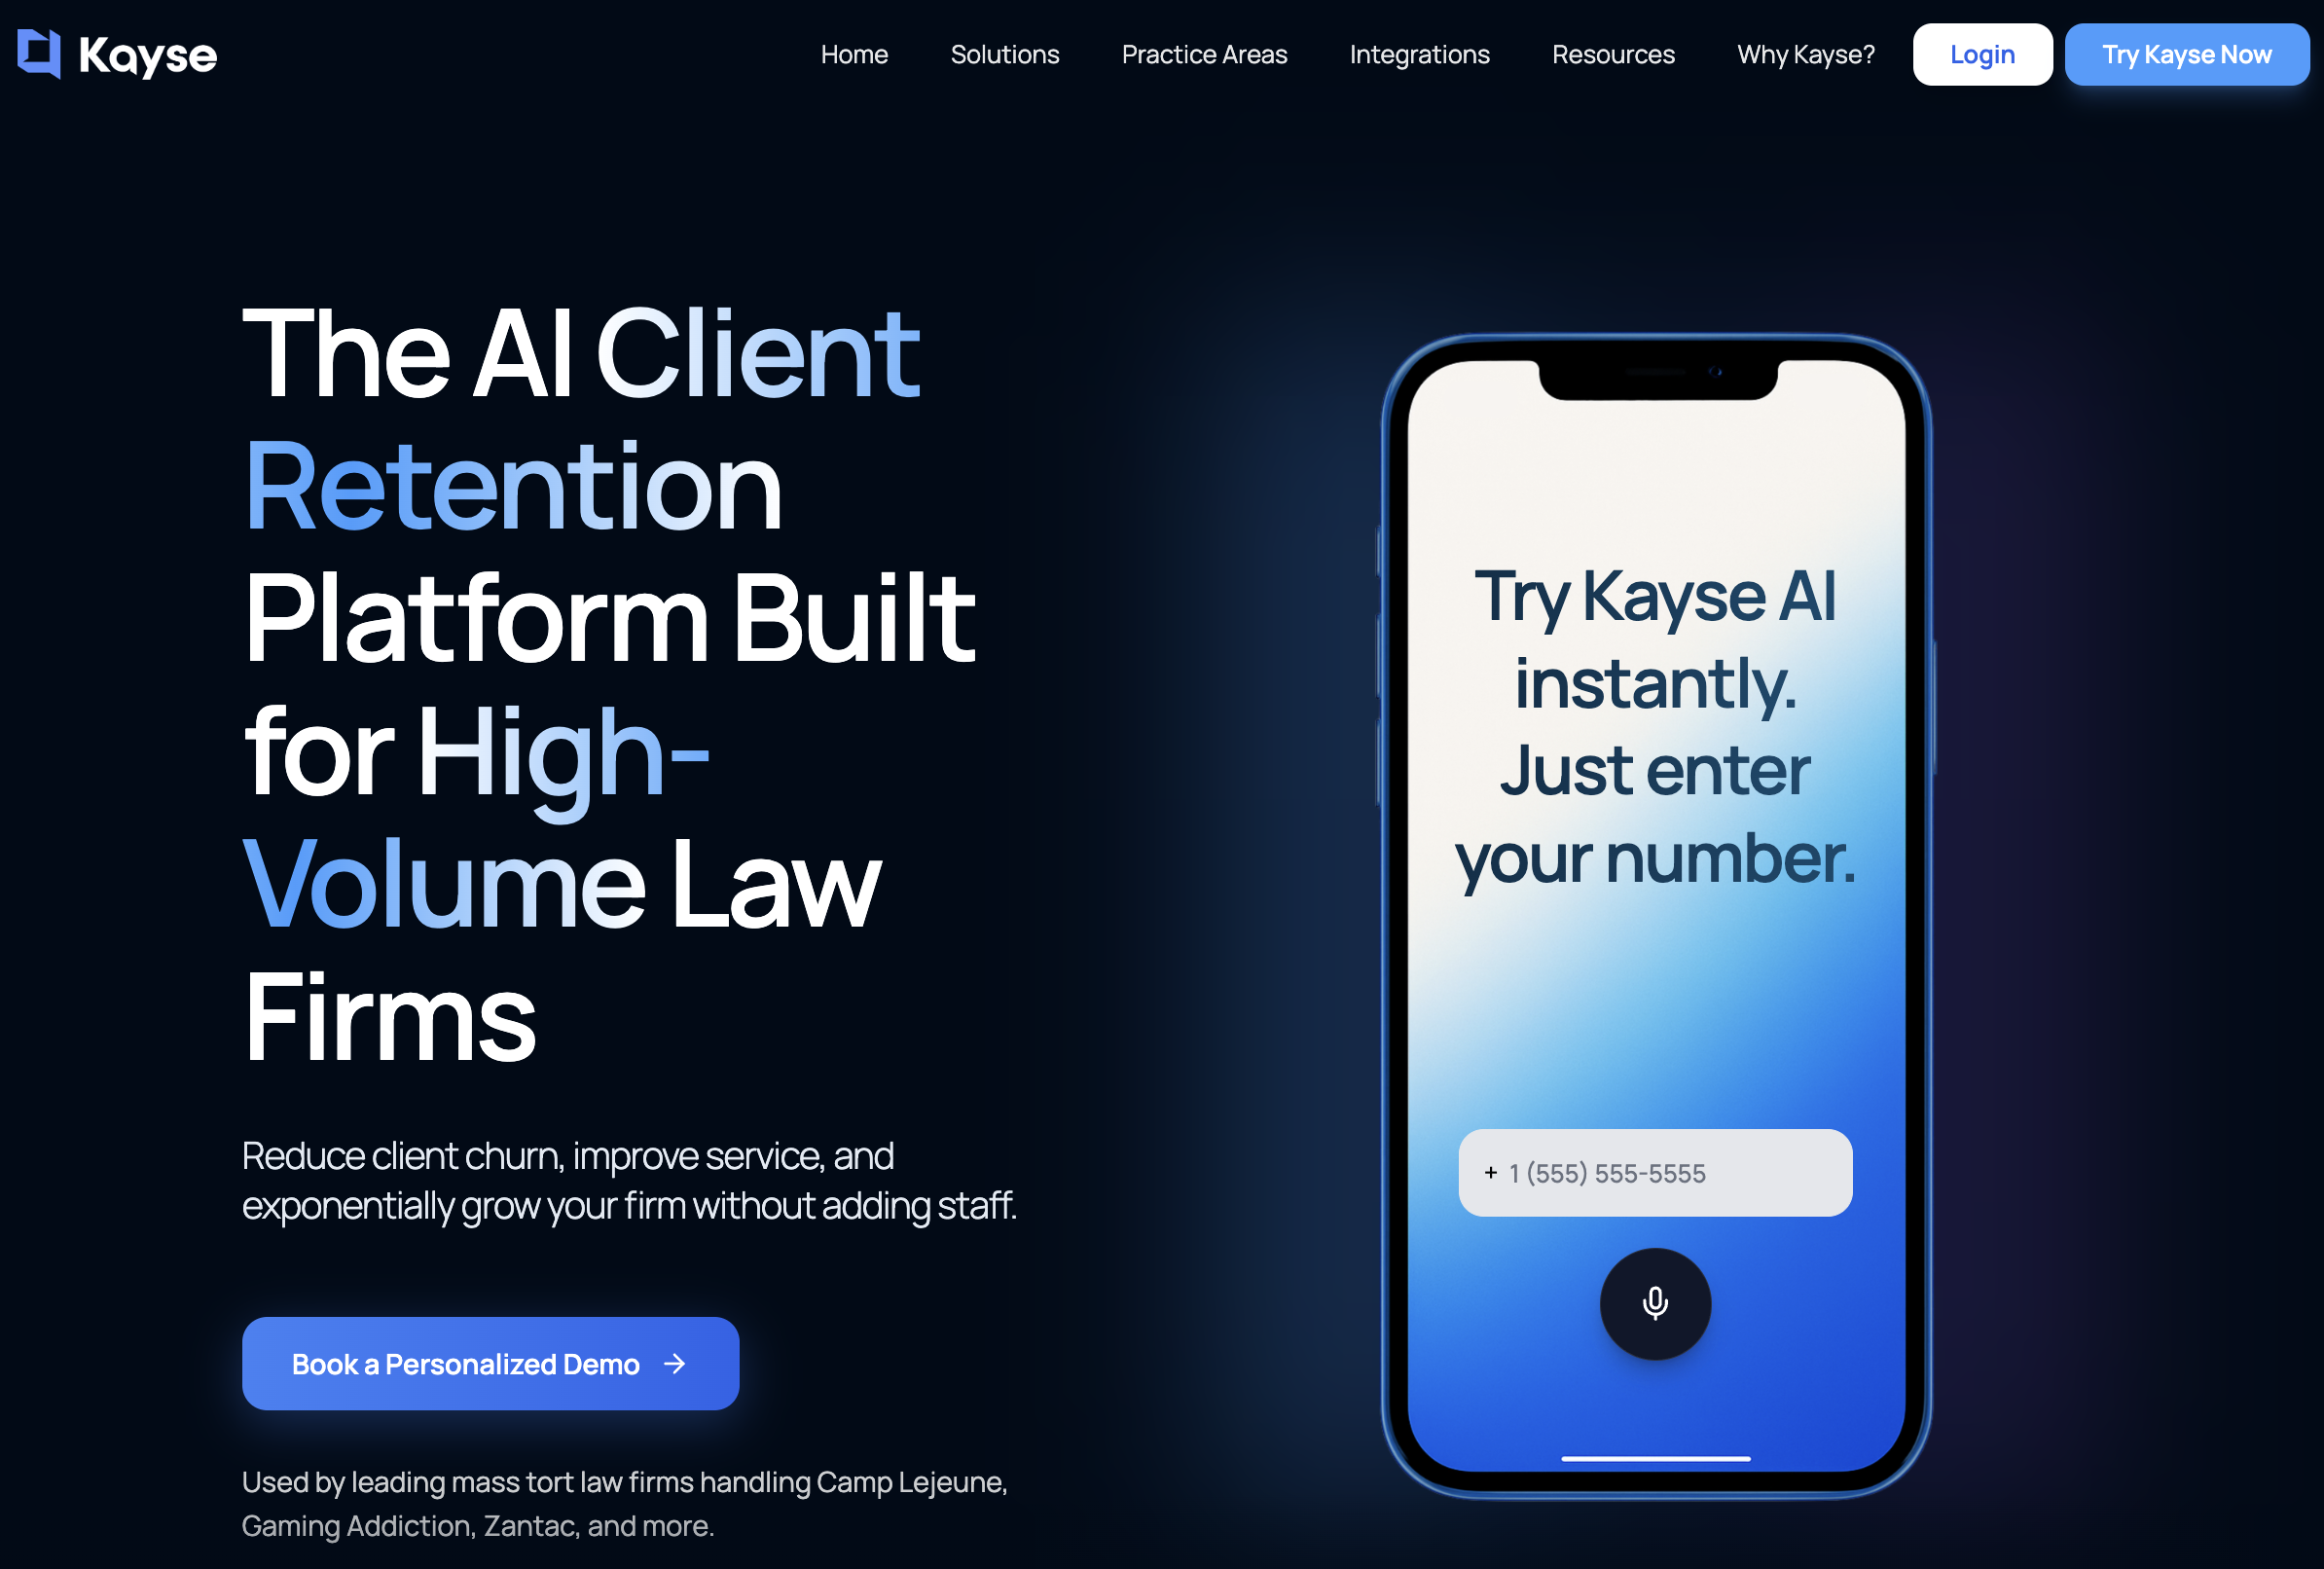 Kayse
Home
Solutions
Practice Areas
Integrations
Resources
Why Kayse?
Login
Try Kayse Now
The AI Client
Retention
Platform Built
for High-
Volume Law
Firms
Reduce client churn, improve service, and
exponentially grow your firm without adding staff.
Book a Personalized Demo →
Used by leading mass tort law firms handling Camp Lejeune,
Gaming Addiction, Zantac, and more.
Try Kayse AI
instantly.
Just enter
your number.
+ 1 (555) 555-5555